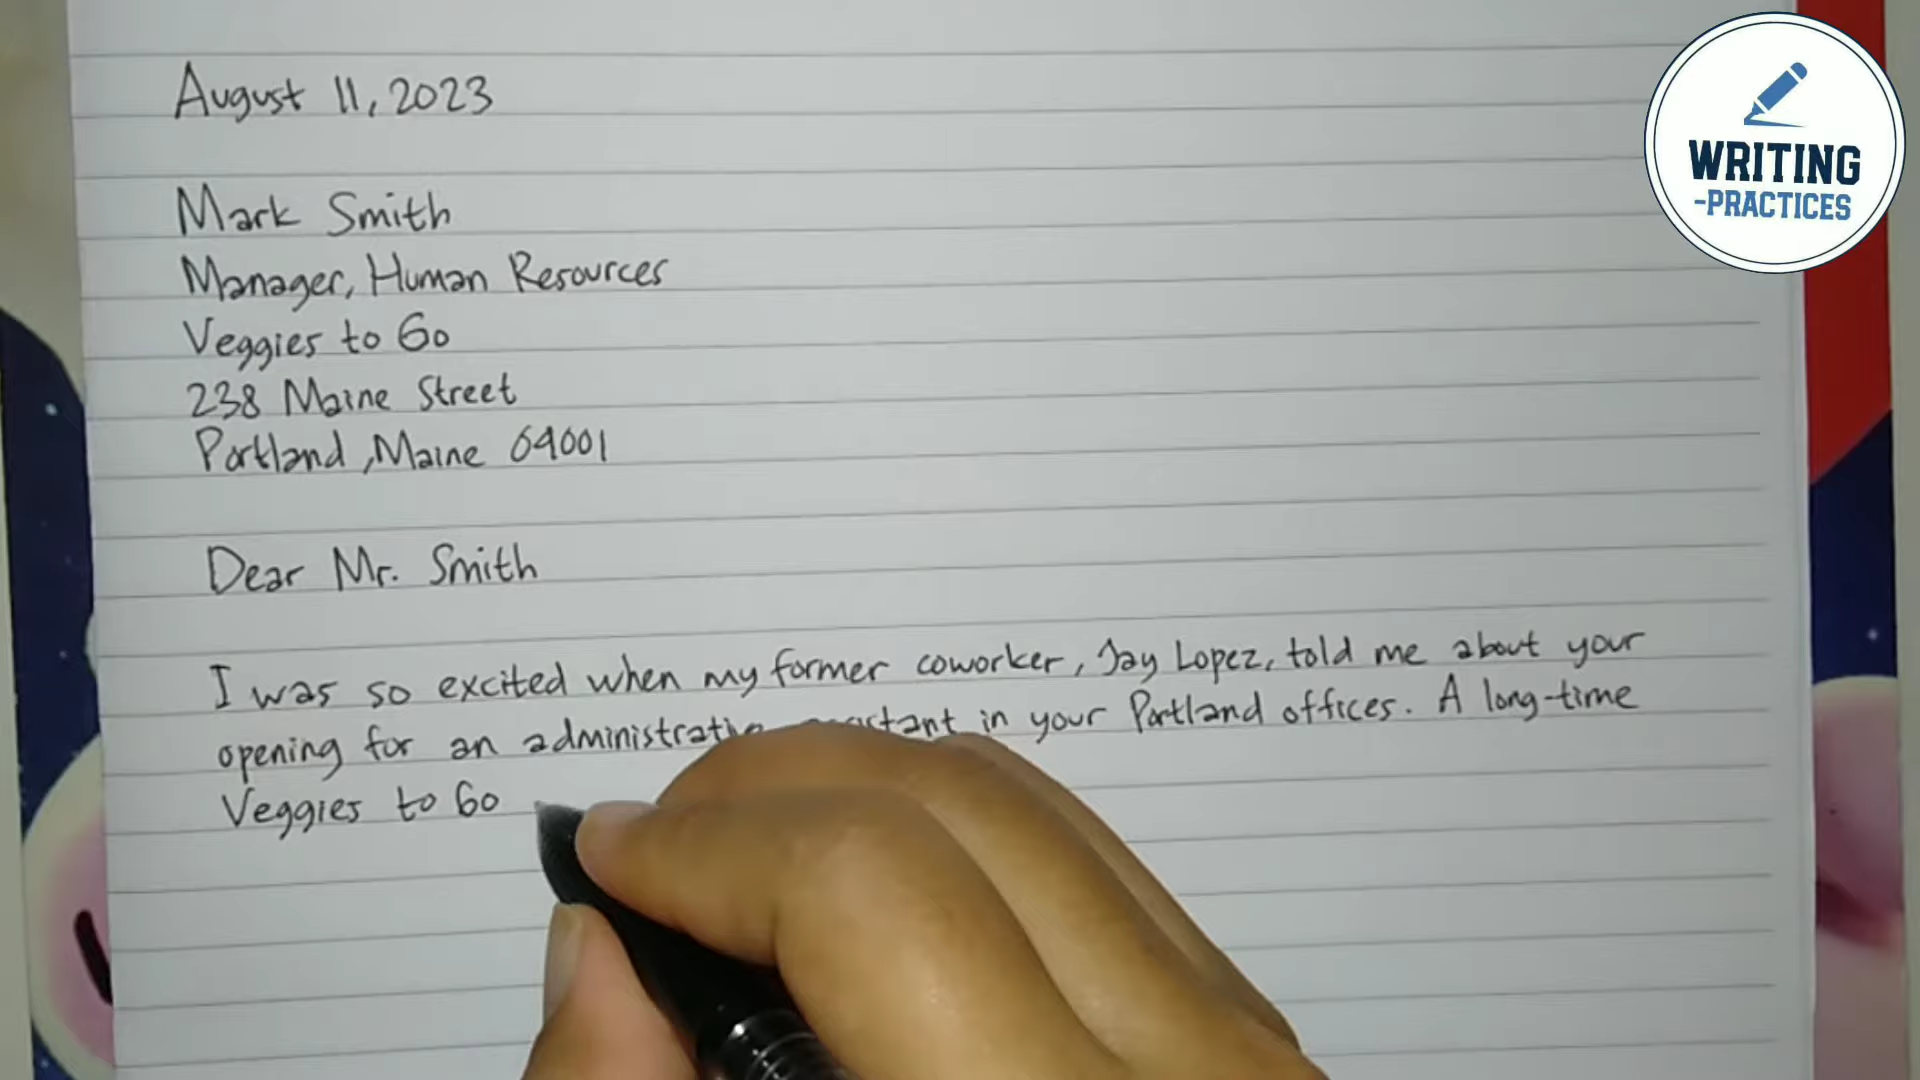 August 11, 2023
Mark Smith
Manager, Human Resources
Veggies to Go
238 Maine Street
Portland, Maine 04001
Dear Mr. Smith
I was so excited when my former coworker, Jay Lopez, told me about your
opening for an administrative in your Portland offices. A long-time
Veggies to Go
WRITING
-PRACTICES